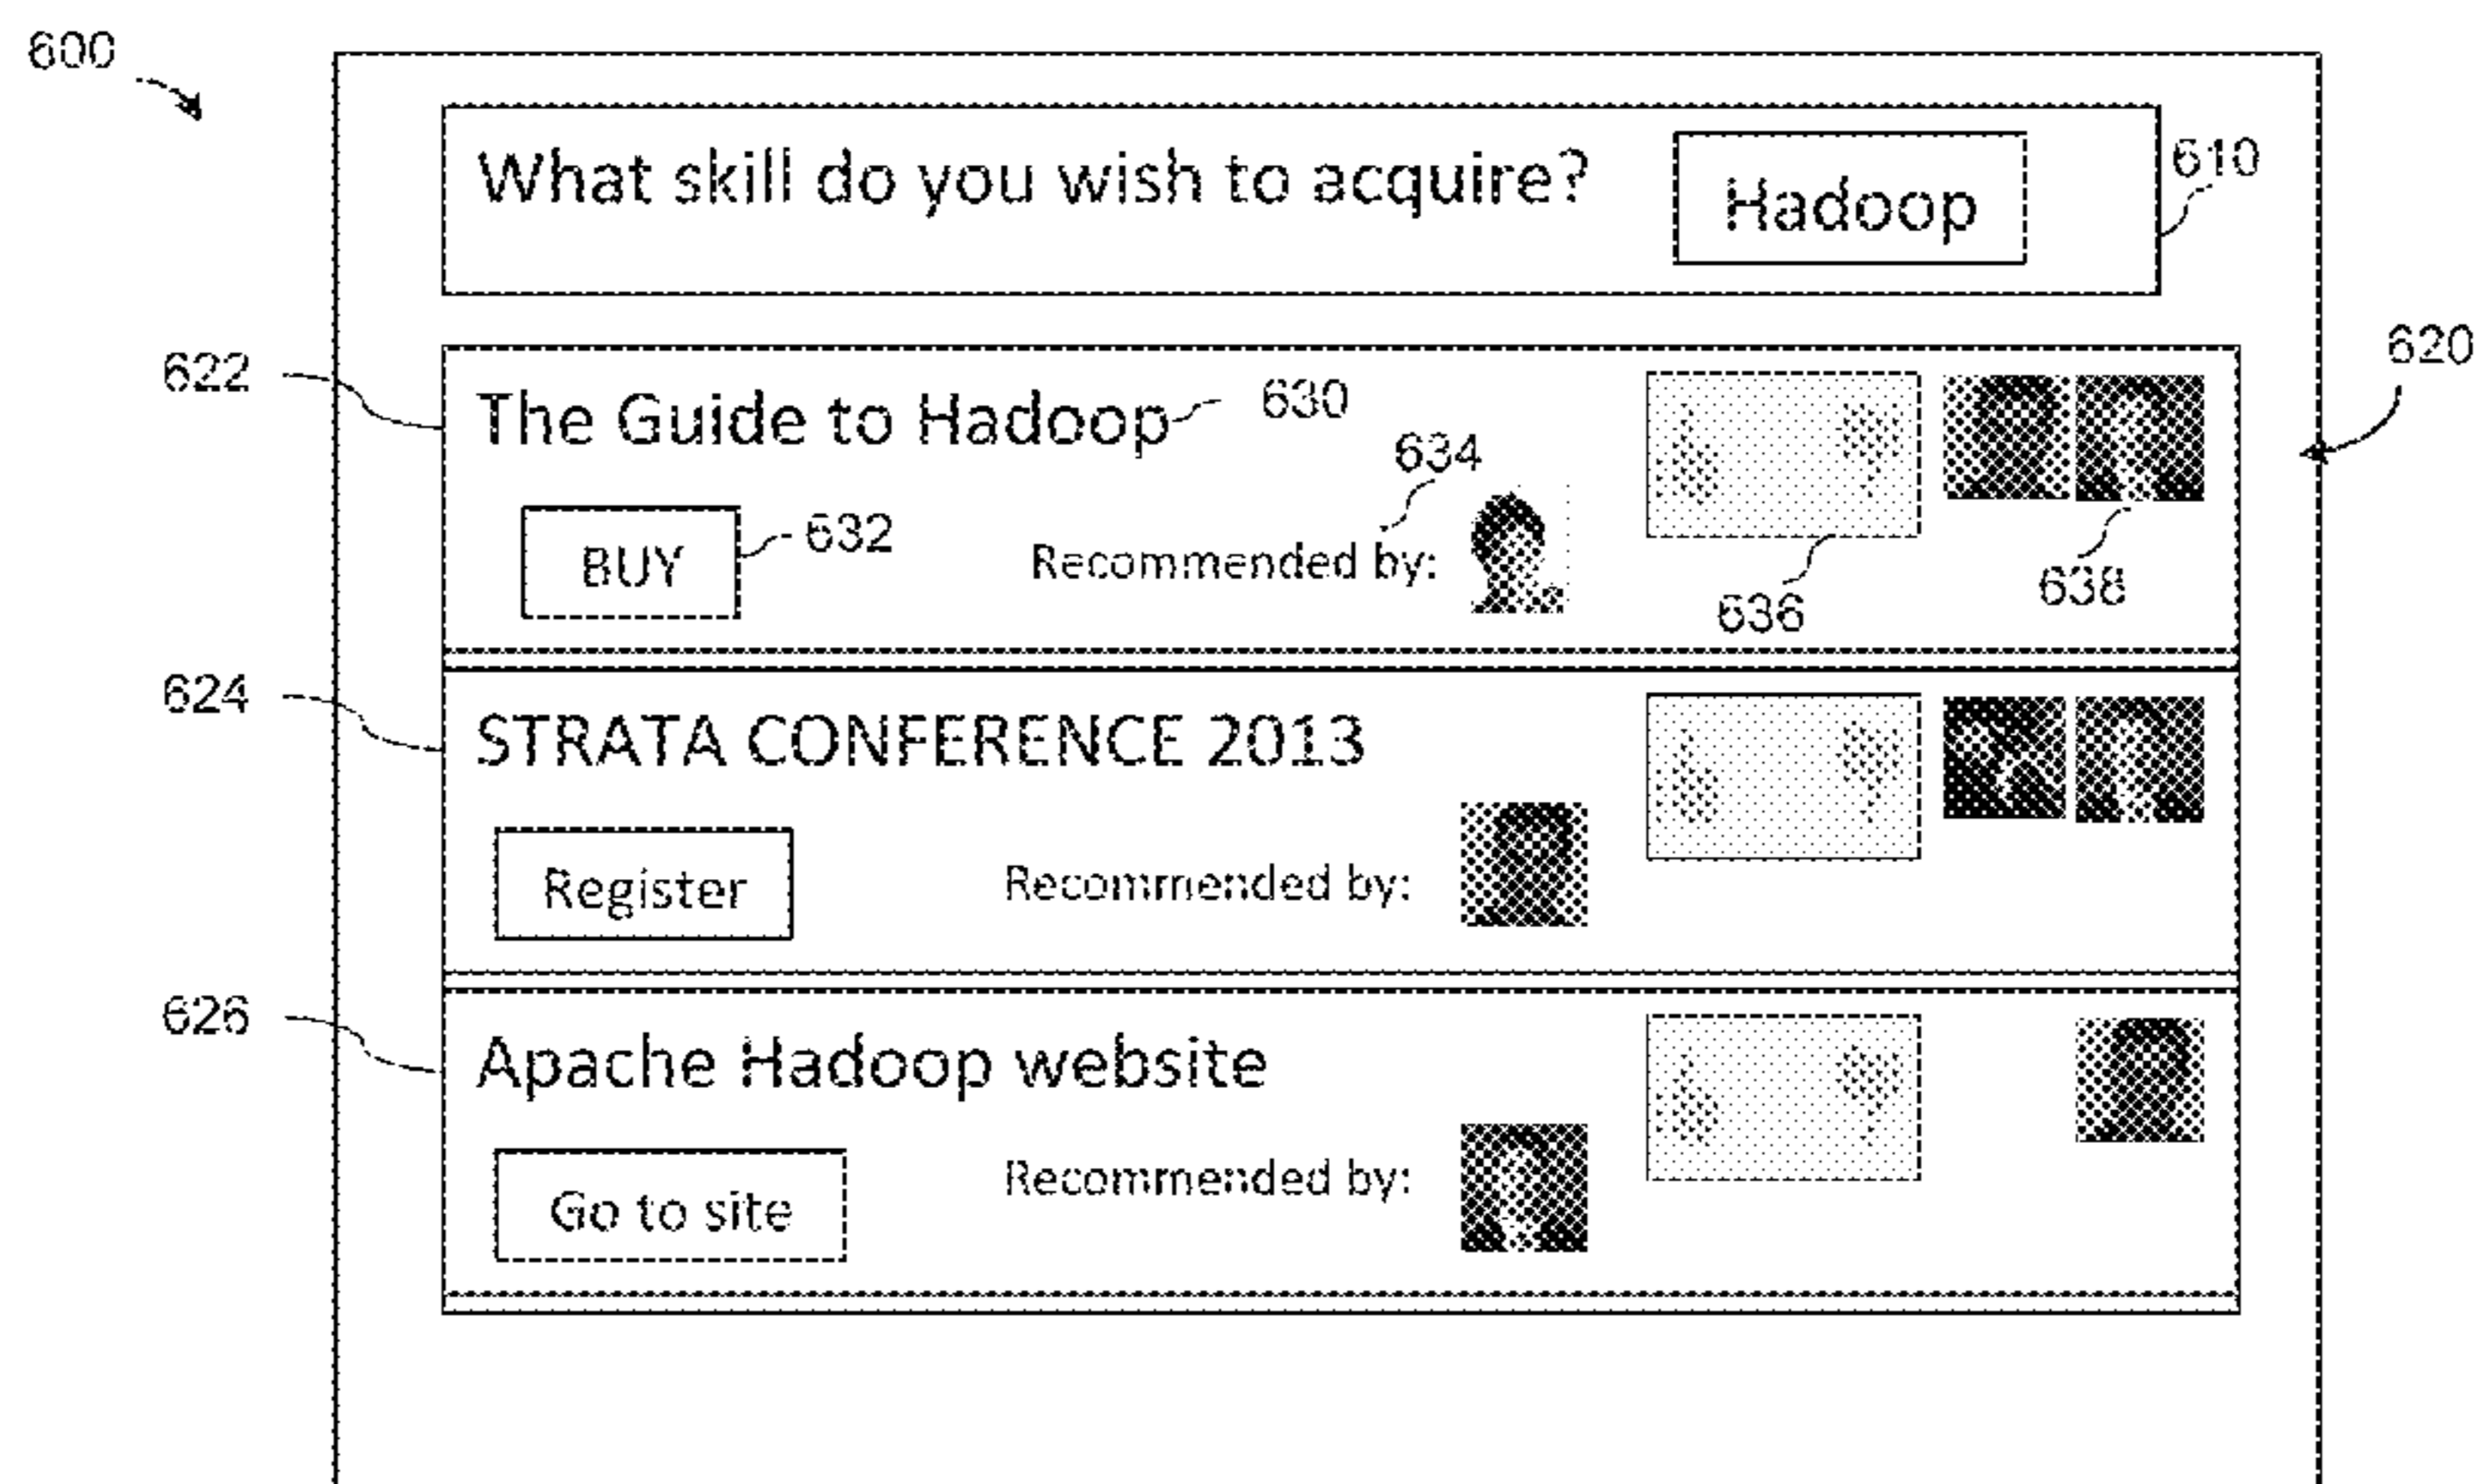 600
What skill do you wish to acquire? Hadoop
610
620
622
The Guide to Hadoop 630
634
BUY 632
Recommended by:
636
638
624
STRATA CONFERENCE 2013
Register
Recommended by:
626
Apache Hadoop website
Go to site
Recommended by: